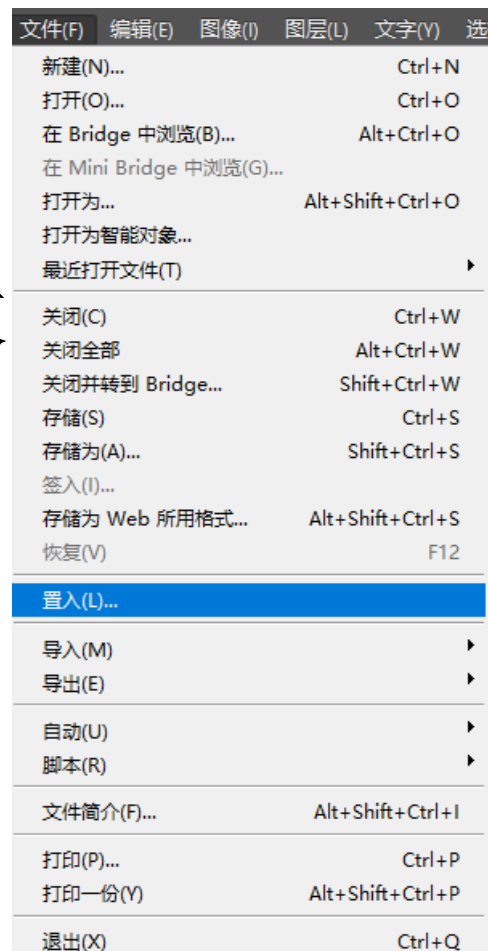 文件(F) 编辑(E) 图像(I) 图层(L) 文字(Y) 选
新建(N)... Ctrl+N
打开(O)... Ctrl+O
在 Bridge 中浏览(B)... Alt+Ctrl+O
在 Mini Bridge 中浏览(G)...
打开为... Alt+Shift+Ctrl+O
打开为智能对象...
最近打开文件(T)
关闭(C) Ctrl+W
关闭全部 Alt+Ctrl+W
关闭并转到 Bridge... Shift+Ctrl+W
存储(S) Ctrl+S
存储为(A)... Shift+Ctrl+S
签入(I)...
存储为 Web 所用格式... Alt+Shift+Ctrl+S
恢复(V) F12
置入(L)...
导入(M)
导出(E)
自动(U)
脚本(R)
文件简介(F)... Alt+Shift+Ctrl+I
打印(P)... Ctrl+P
打印一份(Y) Alt+Shift+Ctrl+P
退出(X) Ctrl+Q